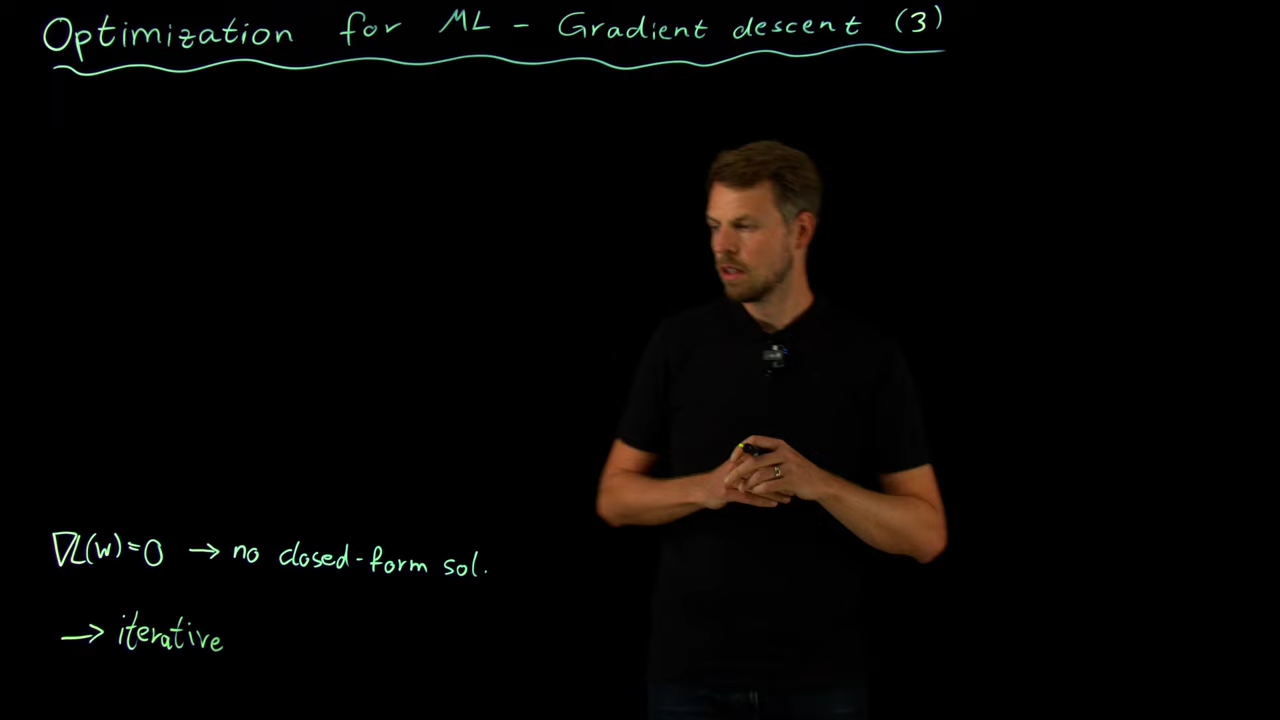 Optimization for ML - Gradient descent (3)
∇L(w)=0 → no closed-form sol.
→ iterative